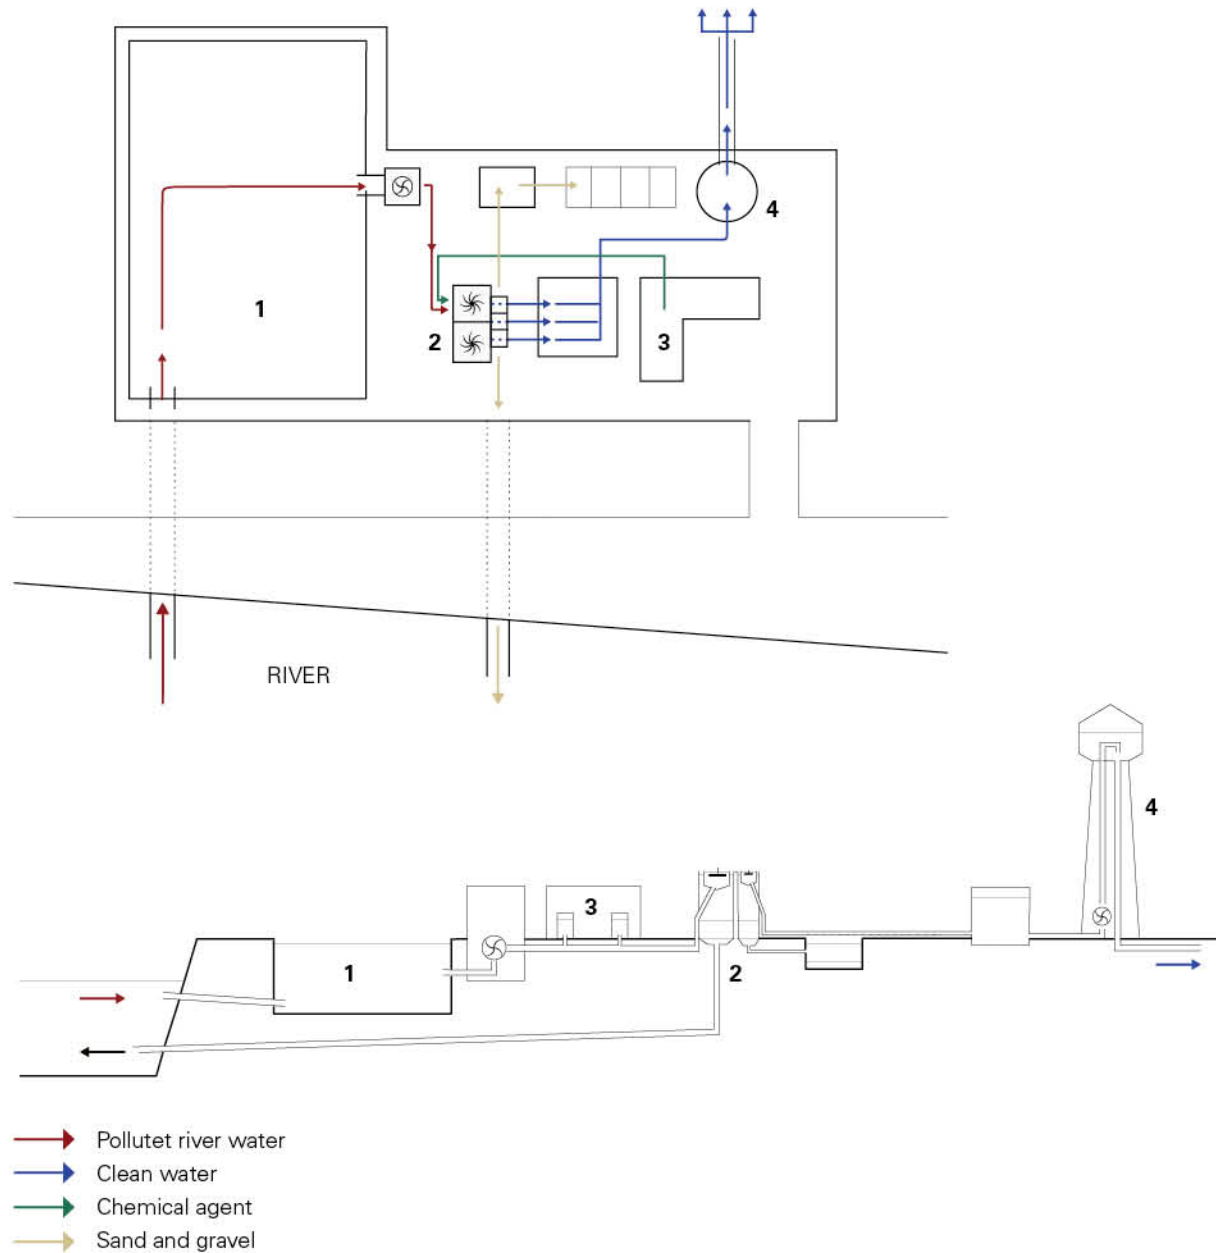 4
1
2
3
RIVER
4
3
1
2
Pollutet river water
Clean water
Chemical agent
Sand and gravel